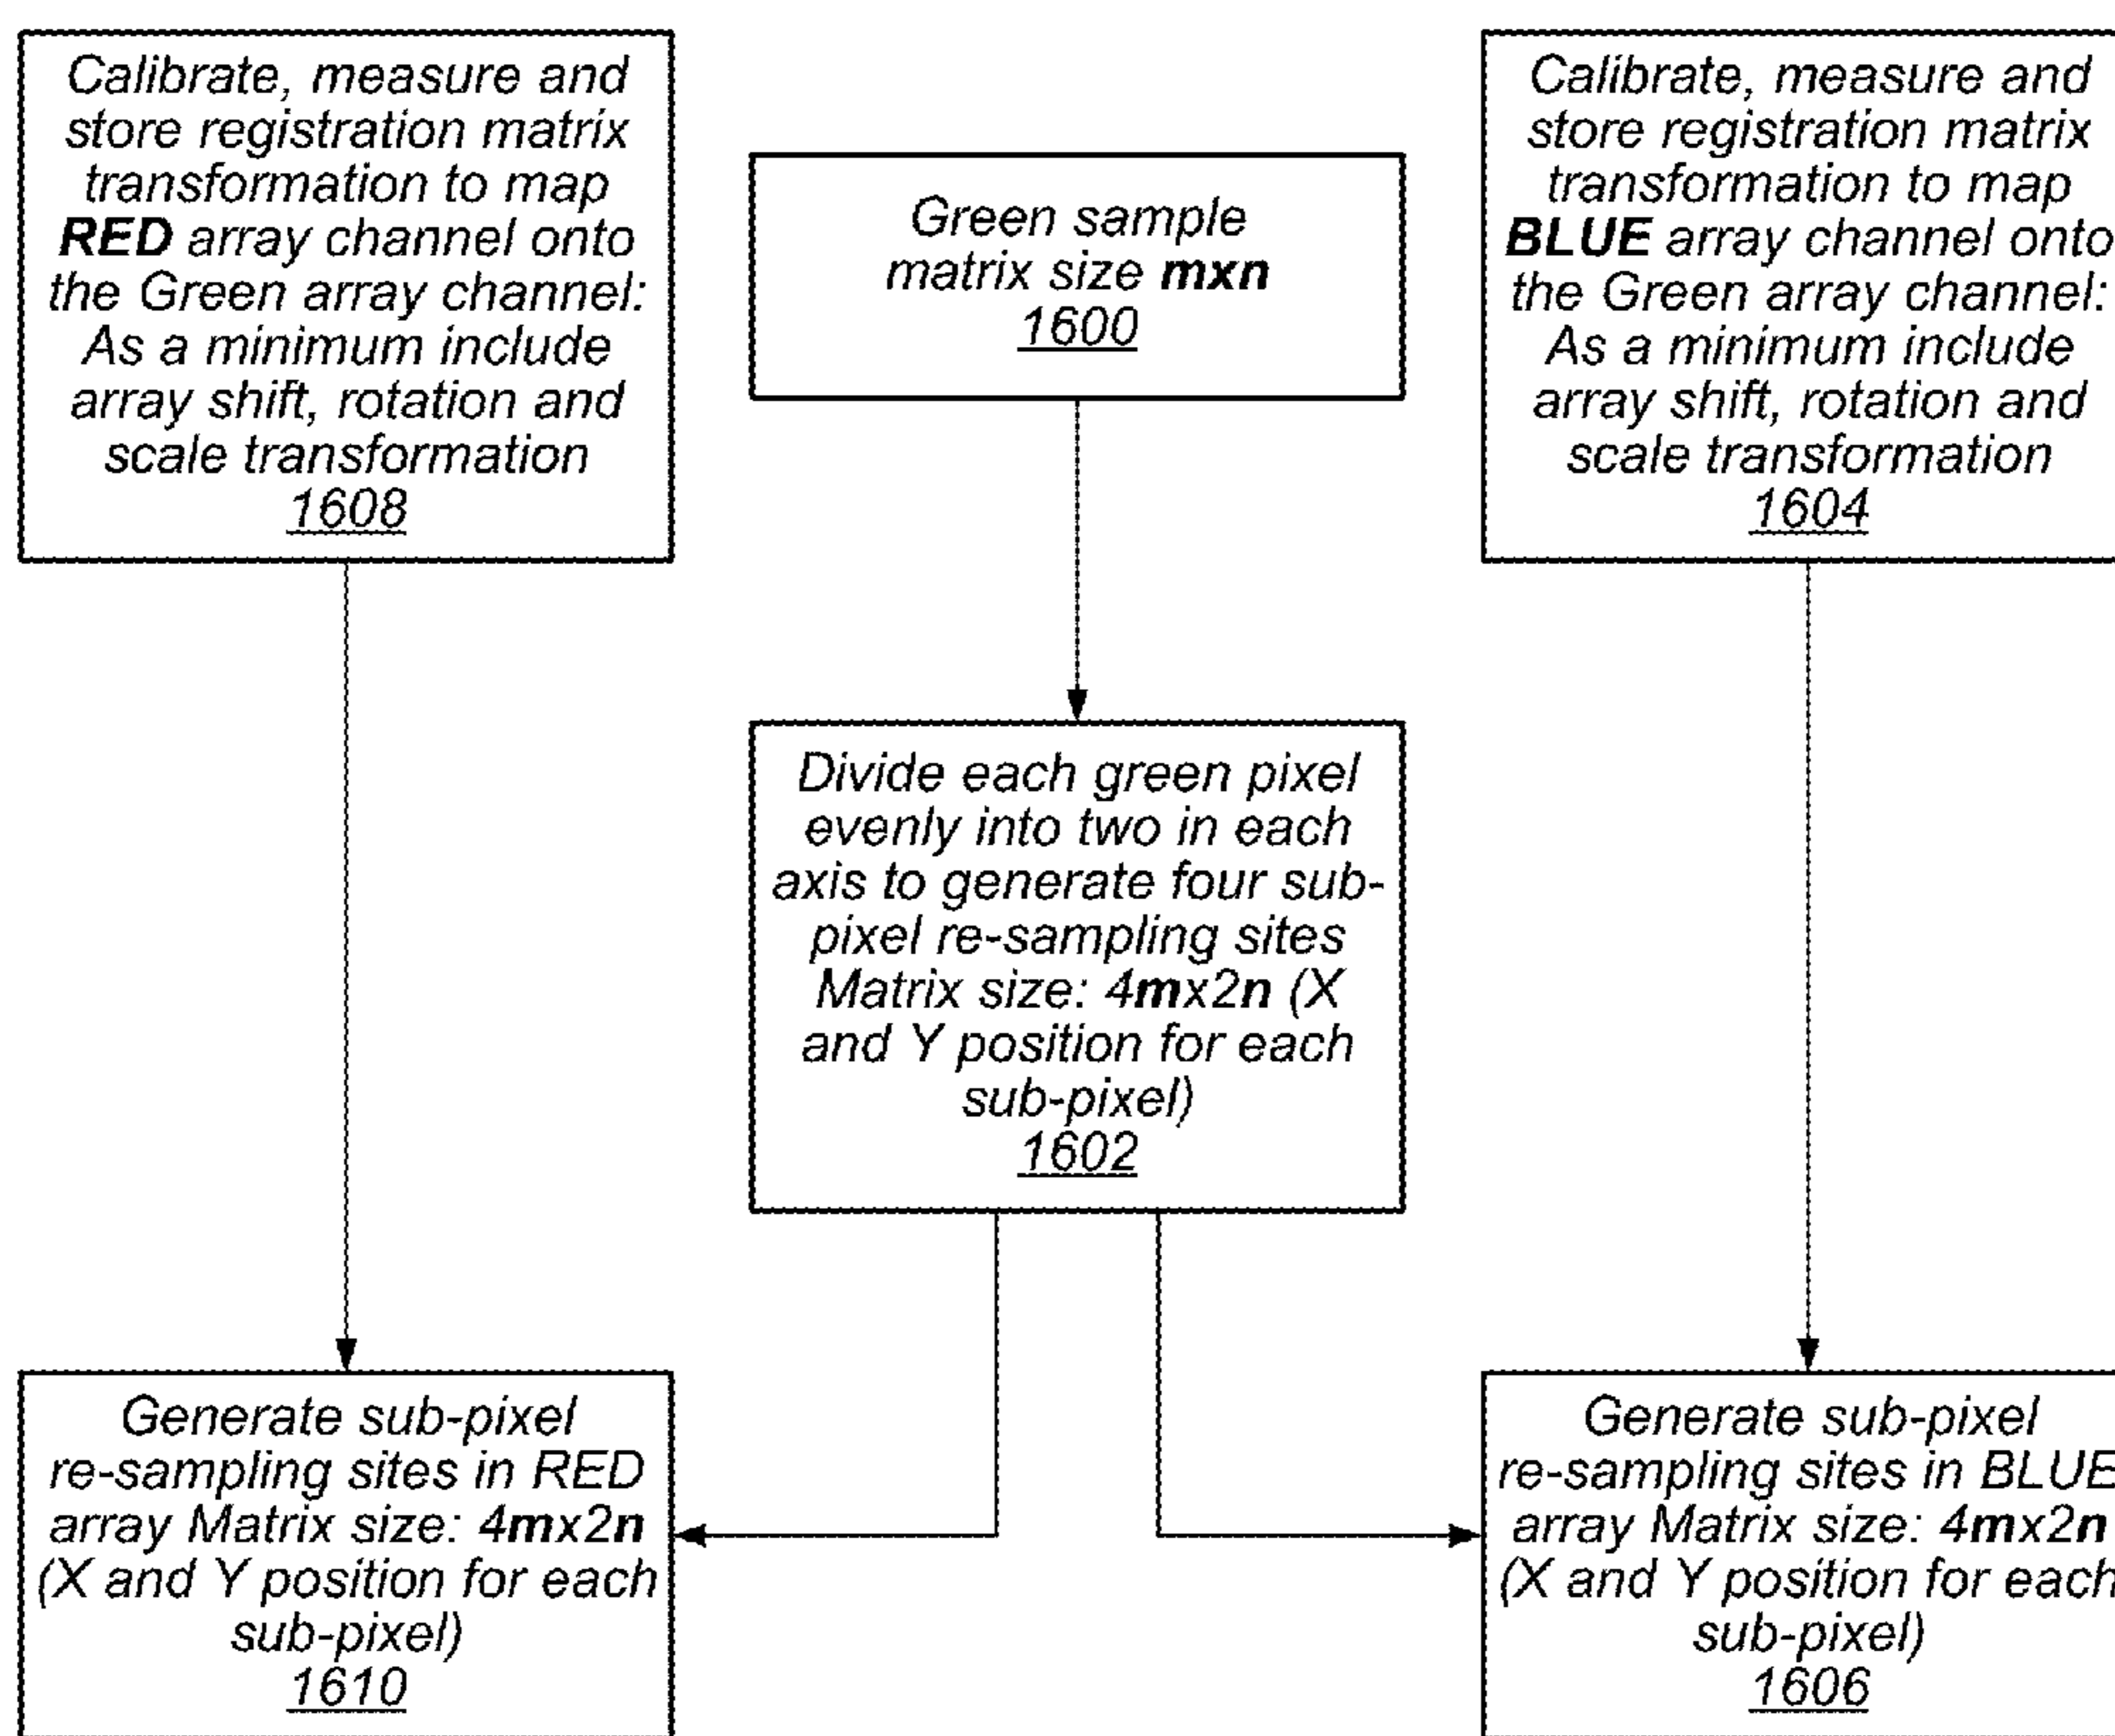 Calibrate, measure and
store registration matrix
transformation to map
RED array channel onto
the Green array channel:
As a minimum include
array shift, rotation and
scale transformation
1608
Green sample
matrix size mxn
1600
Calibrate, measure and
store registration matrix
transformation to map
BLUE array channel onto
the Green array channel:
As a minimum include
array shift, rotation and
scale transformation
1604
Divide each green pixel
evenly into two in each
axis to generate four sub-
pixel re-sampling sites
Matrix size: 4mx2n (X
and Y position for each
sub-pixel)
1602
Generate sub-pixel
re-sampling sites in RED
array Matrix size: 4mx2n
(X and Y position for each
sub-pixel)
1610
Generate sub-pixel
re-sampling sites in BLUE
array Matrix size: 4mx2n
(X and Y position for each
sub-pixel)
1606